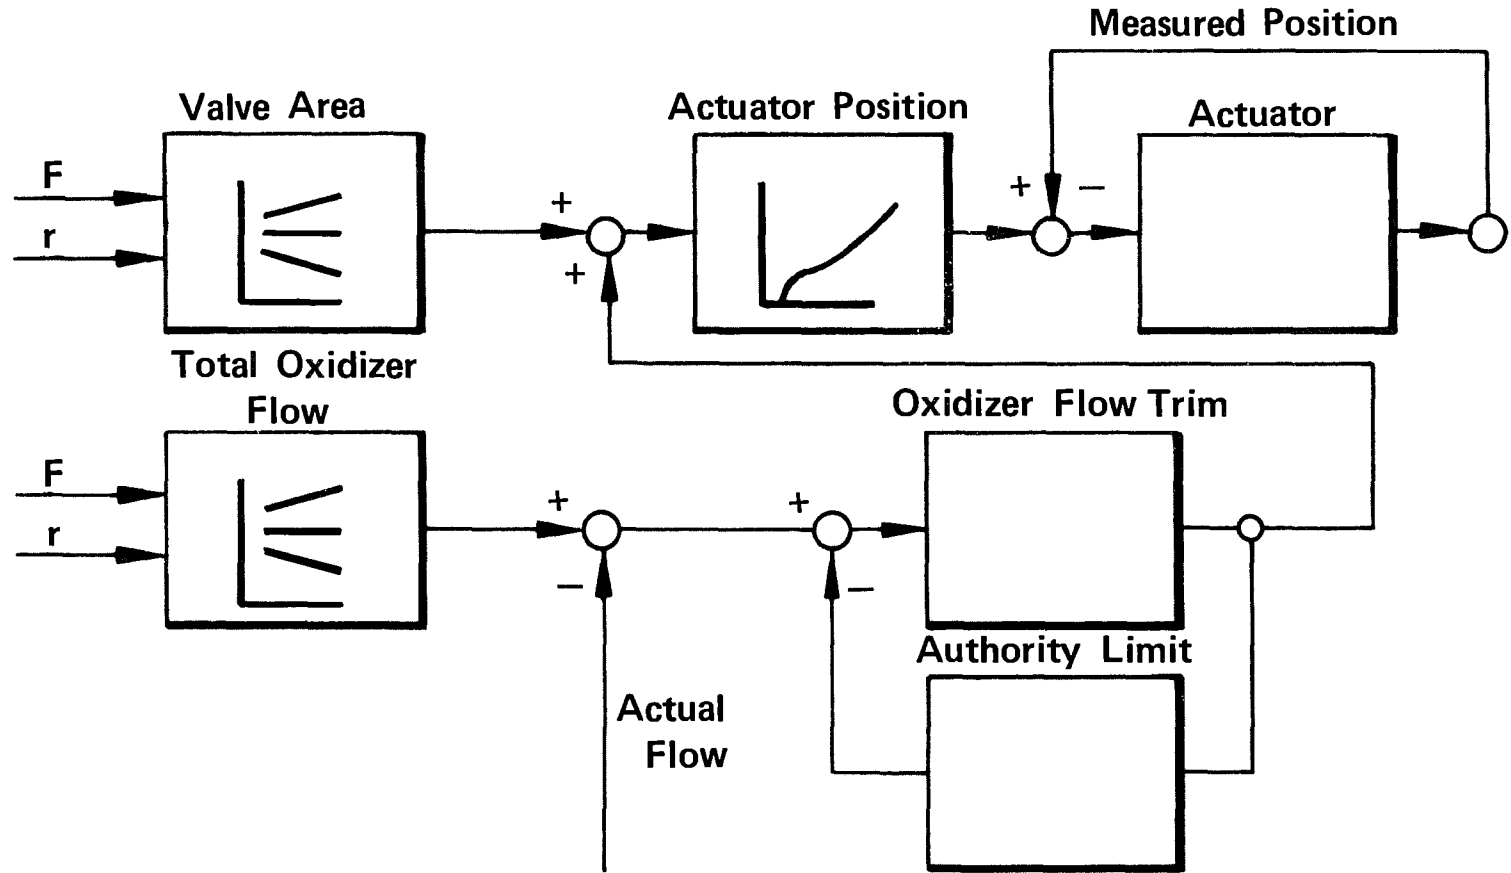 Measured Position
Valve Area
Actuator Position
Actuator
F
r
+
+
+ −
Total Oxidizer
Flow
Oxidizer Flow Trim
F
r
+
−
+
−
Authority Limit
Actual
Flow